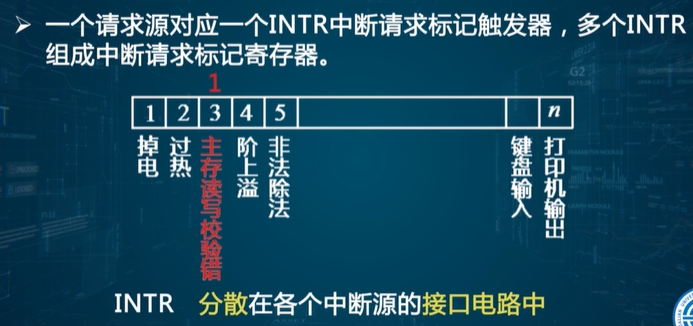 ➢ 一个请求源对应一个INTR中断请求标记触发器，多个INTR
组成中断请求标记寄存器。
1
1 2 3 4 5 n
掉电
过热
主存读写校验错
阶上溢
非法除法
键盘输入
打印机输出
INTR 分散在各个中断源的接口电路中